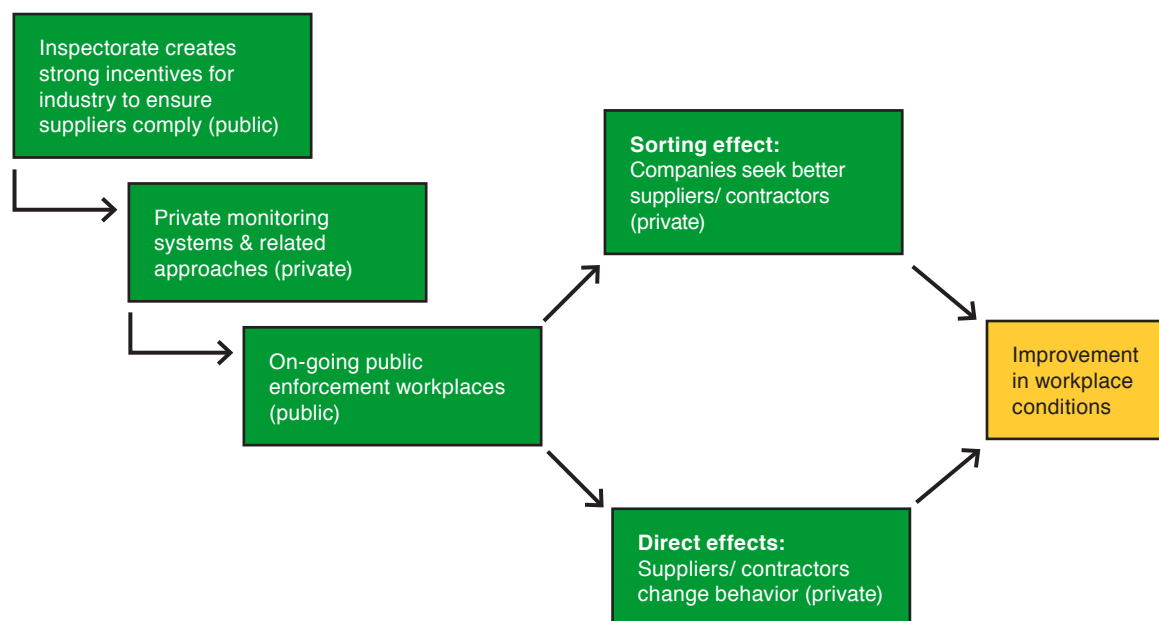 Inspectorate creates
strong incentives for
industry to ensure
suppliers comply (public)
Private monitoring
systems & related
approaches (private)
On-going public
enforcement workplaces
(public)
Sorting effect:
Companies seek better
suppliers/ contractors
(private)
Direct effects:
Suppliers/ contractors
change behavior (private)
Improvement
in workplace
conditions